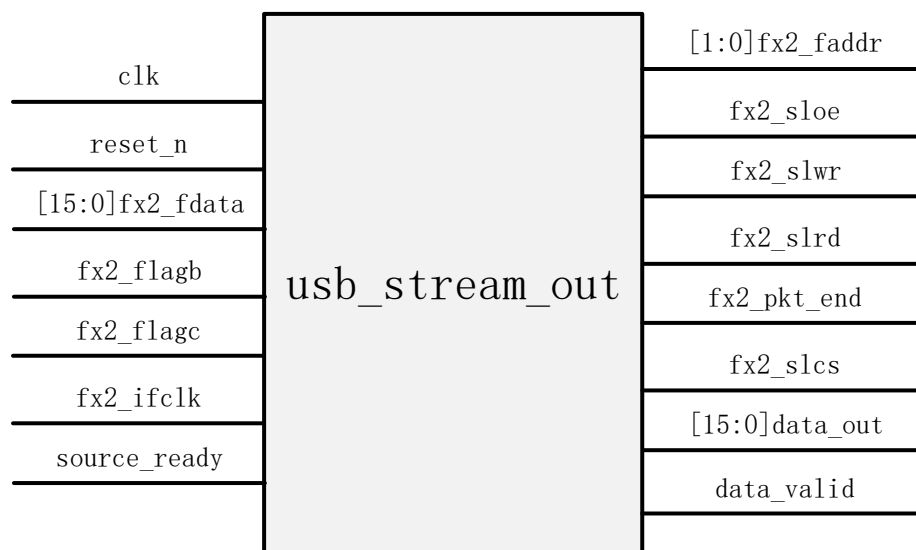 clk
reset_n
[15:0]fx2_fdata
fx2_flagb
fx2_flagc
fx2_ifclk
source_ready
usb_stream_out
[1:0]fx2_faddr
fx2_sloe
fx2_slwr
fx2_slrd
fx2_pkt_end
fx2_slcs
[15:0]data_out
data_valid